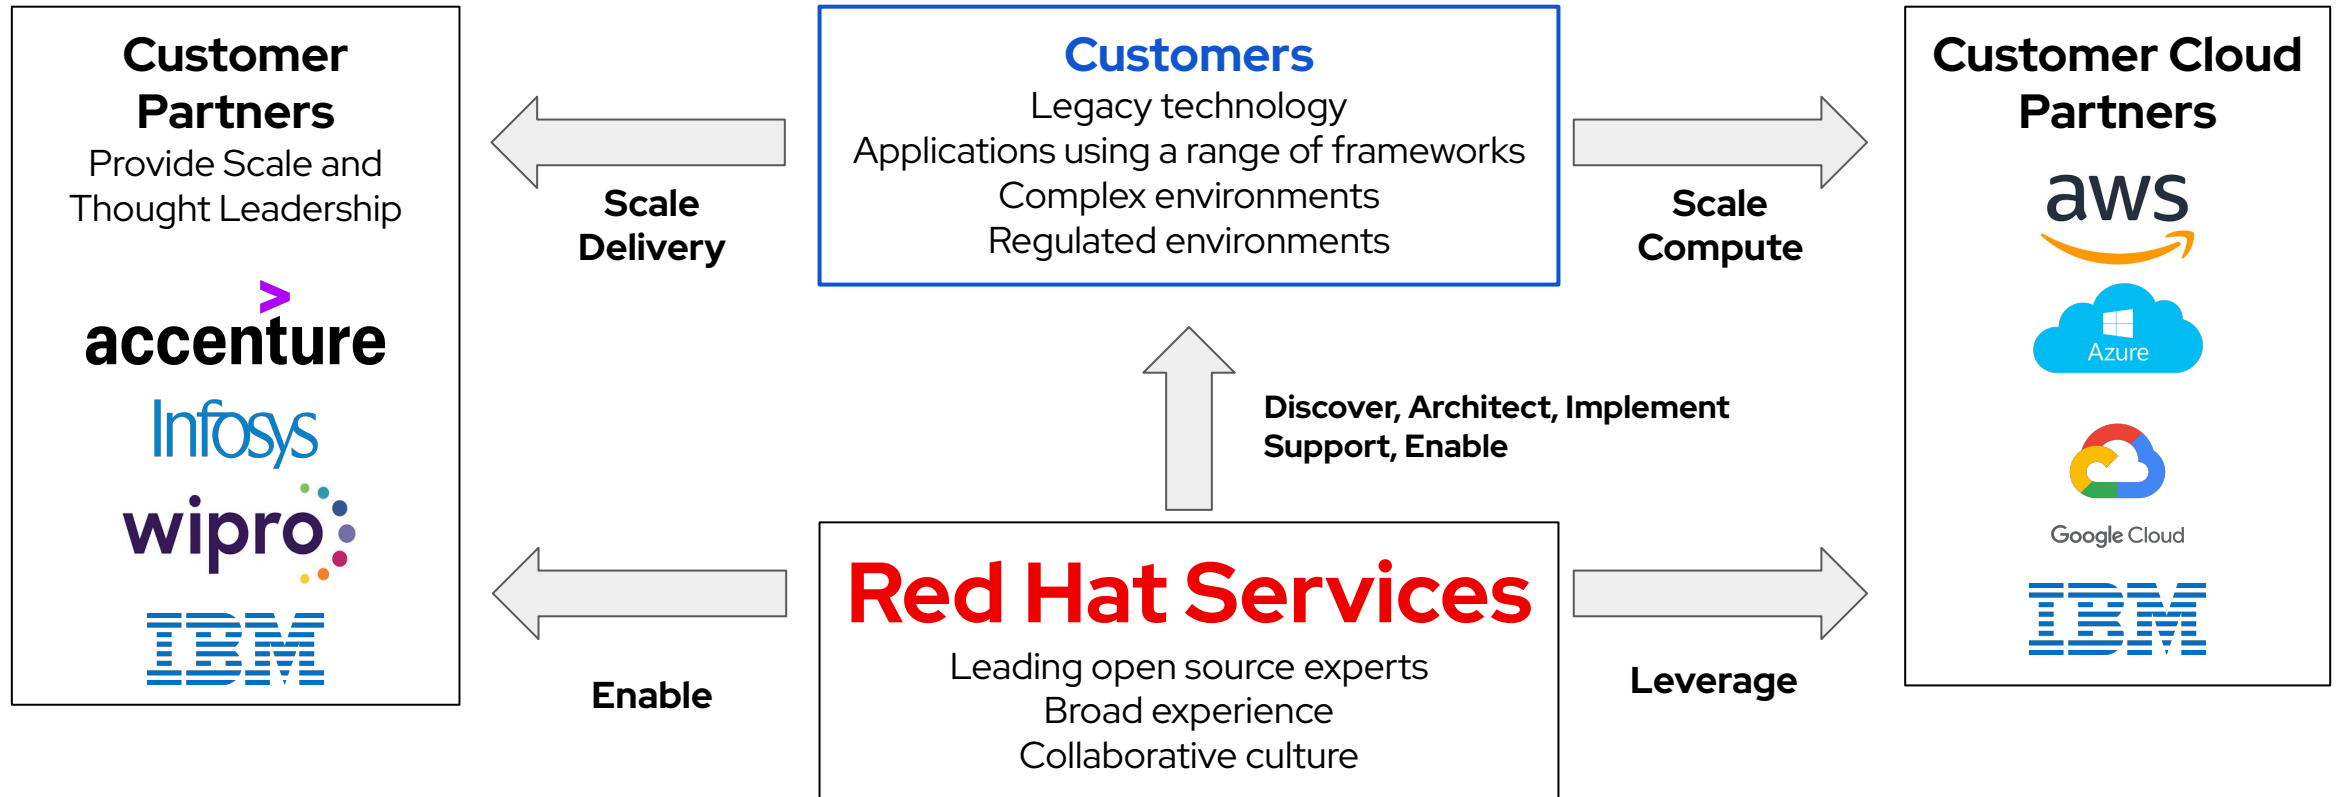 Customer
Partners
Provide Scale and
Thought Leadership
accenture
>
Infosys
wipro
IBM
Scale
Delivery
Enable
Customers
Legacy technology
Applications using a range of frameworks
Complex environments
Regulated environments
Discover, Architect, Implement
Support, Enable
Red Hat Services
Leading open source experts
Broad experience
Collaborative culture
Scale
Compute
Leverage
Customer Cloud
Partners
aws
Azure
Google Cloud
IBM